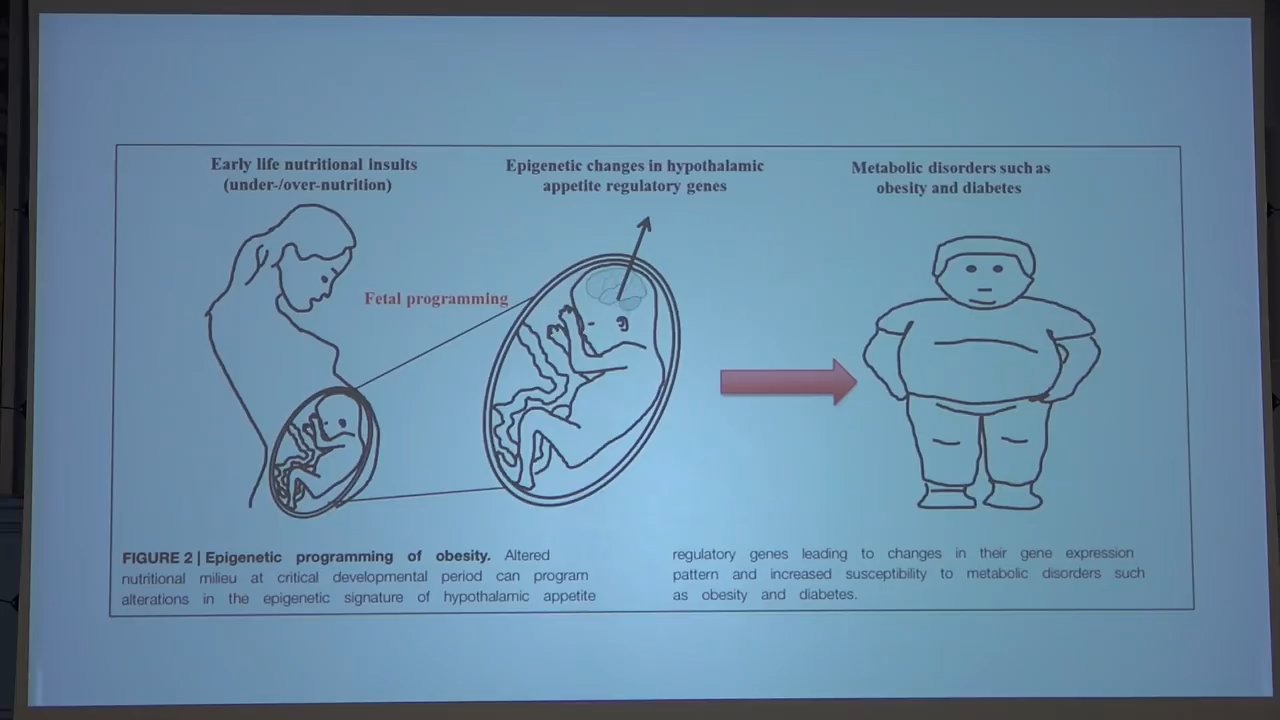 Early life nutritional insults
(under-/over-nutrition)
Epigenetic changes in hypothalamic
appetite regulatory genes
Metabolic disorders such as
obesity and diabetes
Fetal programming
FIGURE 2 | Epigenetic programming of obesity. Altered
nutritional milieu at critical developmental period can program
alterations in the epigenetic signature of hypothalamic appetite
regulatory genes leading to changes in their gene expression
pattern and increased susceptibility to metabolic disorders such
as obesity and diabetes.